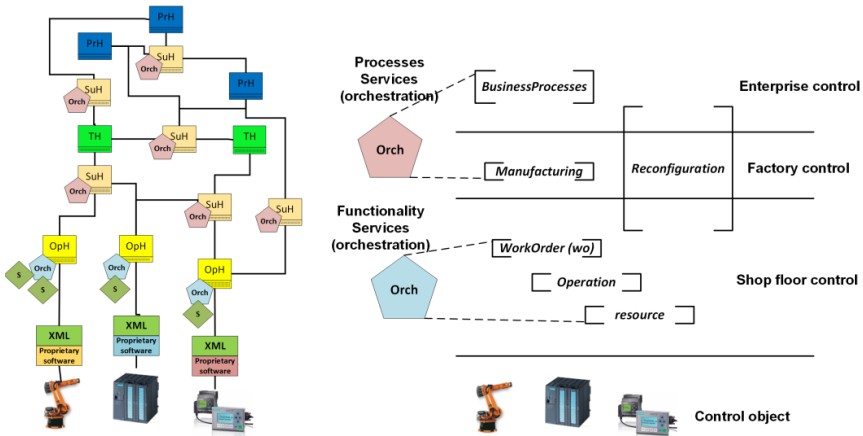 PrH
PrH
SuH
Orch
PrH
SuH
Orch
TH
SuH
Orch
TH
SuH
Orch
SuH
Orch
SuH
Orch
OpH
Orch
S
S
OpH
Orch
S
OpH
Orch
S
XML
Proprietary
software
XML
Proprietary
software
XML
Proprietary
software
Processes
Services
(orchestration)
BusinessProcesses
Enterprise control
Orch
Manufacturing
Reconfiguration
Factory control
Functionality
Services
(orchestration)
WorkOrder (wo)
Orch
Operation
Shop floor control
resource
Control object